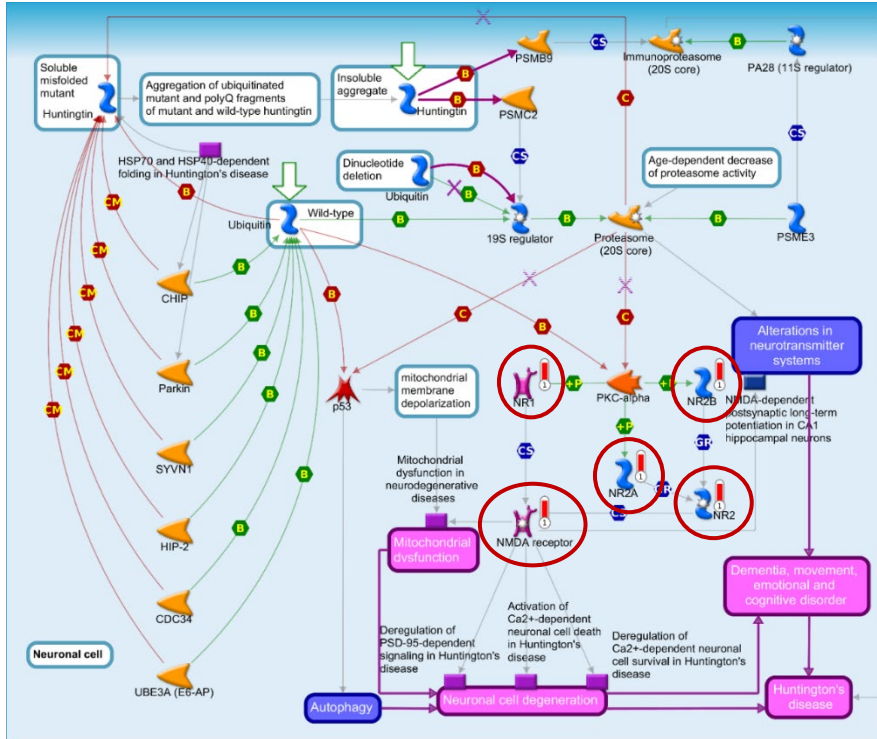 Soluble
misfolded
mutant
Huntingtin
Aggregation of ubiquitinated
mutant and polyQ fragments
of mutant and wild-type huntingtin
Insoluble
aggregate
Huntingtin
B
B
PSMB9
CS
Immunoproteasome
(20S core)
B
PA28 (11S regulator)
PSMC2
C
HSP70 and HSP40-dependent
folding in Huntington's disease
Dinucleotide
deletion
Ubiquitin
B
B
CS
CS
Age-dependent decrease
of proteasome activity
CM
B
Wild-type
Ubiquitin
B
19S regulator
B
Proteasome
(20S core)
B
PSME3
CM
CM
CM
CM
CM
CHIP
B
B
B
B
B
B
B
C
C
Parkin
SYVN1
HIP-2
CDC34
UBE3A (E6-AP)
p53
mitochondrial
membrane
depolarization
NR1
1
+P
PKC-alpha
NR2B
1
+P
NR2A
1
GR
GR
NR2
1
CS
CS
NMDA receptor
1
Alterations in
neurotransmitter
systems
NMDA-dependent
postsynaptic long-term
potentiation in CA1
hippocampal neurons
Mitochondrial
dysfunction in
neurodegenerative
diseases
Mitochondrial
dysfunction
Dementia, movement,
emotional and
cognitive disorder
Deregulation of
PSD-95-dependent
signaling in Huntington's
disease
Activation of
Ca2+-dependent
neuronal cell death
in Huntington's
disease
Deregulation of
Ca2+-dependent neuronal
cell survival in Huntington's
disease
Neuronal cell
Autophagy
Neuronal cell degeneration
Huntington's
disease